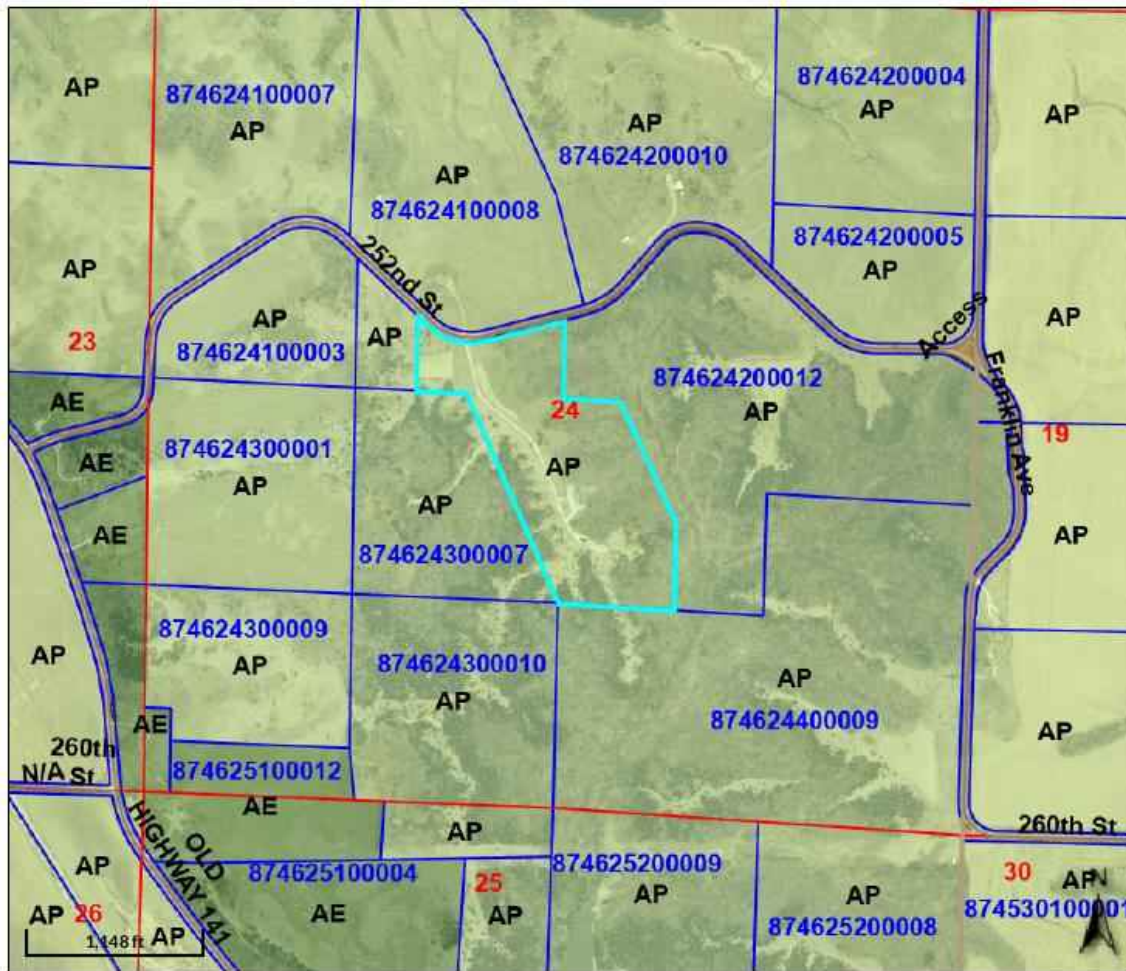 AP
874624100007
AP
874624200004
AP
AP
AP
874624200010
AP
874624100008
874624200005
AP
AP
252nd St
Access
AP
874624100003
AP
23
AP
874624200012
AP
Franklin Ave
AE
24
19
874624300001
AP
AE
AP
AP
874624300007
AE
AP
874624300009
AP
AP
874624300010
AP
AP
874624400009
AE
260th
N/A St
874625100012
AP
AE
AP
260th St
OLD
HIGHWAY 141
AP
874625100004
25
874625200009
AP
30
AP
26
AP
AE
AP
AP
874625200008
874530100001
N
AP
1,148 ft